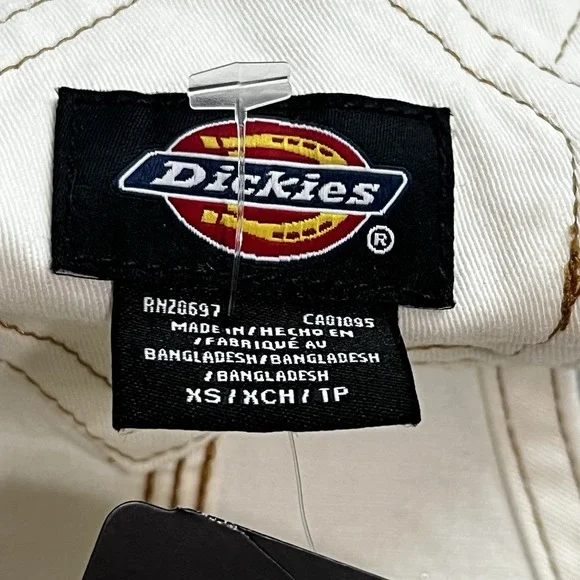 Dickies
®
RN20697 CA01095
MADE IN/HECHO EN
/FABRIQUÉ AU
BANGLADESH/BANGLADESH
/BANGLADESH
XS/XCH/TP